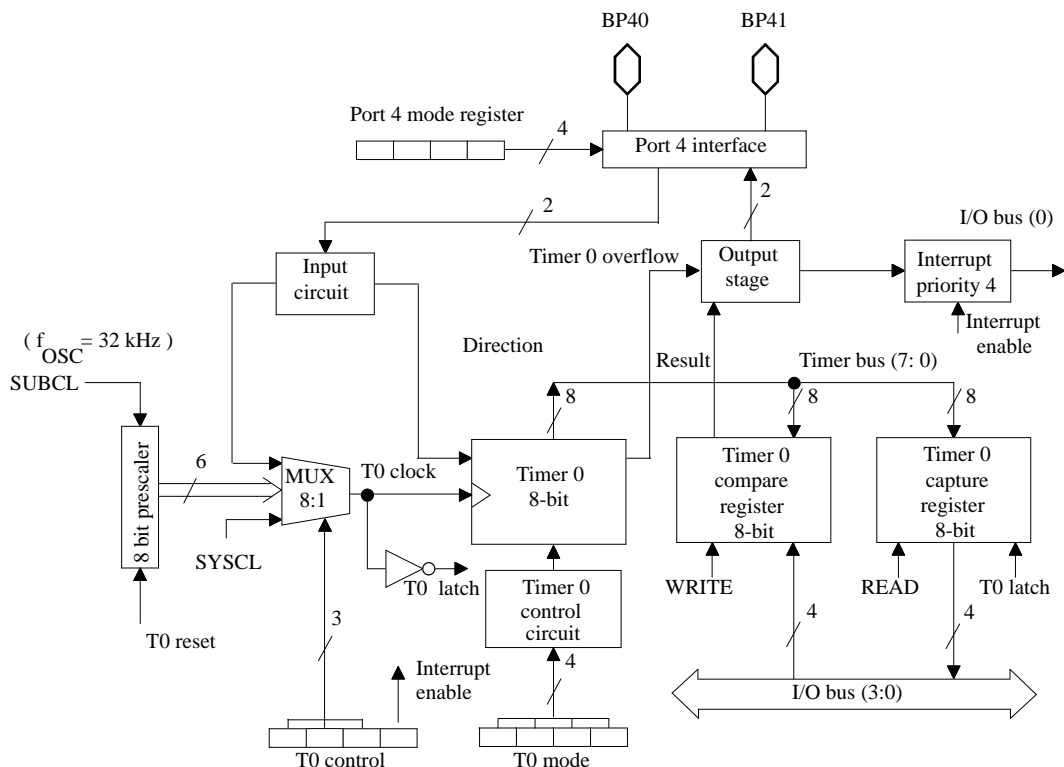 BP40
BP41
Port 4 mode register
4
Port 4 interface
2
2
I/O bus (0)
Input
circuit
Timer 0 overflow
Output
stage
Interrupt
priority 4
Interrupt
enable
( fOSC = 32 kHz )
SUBCL
Direction
Result
Timer bus (7: 0)
8
8
8
8 bit prescaler
6
MUX
8:1
T0 clock
Timer 0
8-bit
Timer 0
compare
register
8-bit
Timer 0
capture
register
8-bit
SYSCL
T0 latch
WRITE
READ
T0 latch
T0 reset
3
Timer 0
control
circuit
4
4
4
Interrupt
enable
I/O bus (3:0)
T0 control
T0 mode